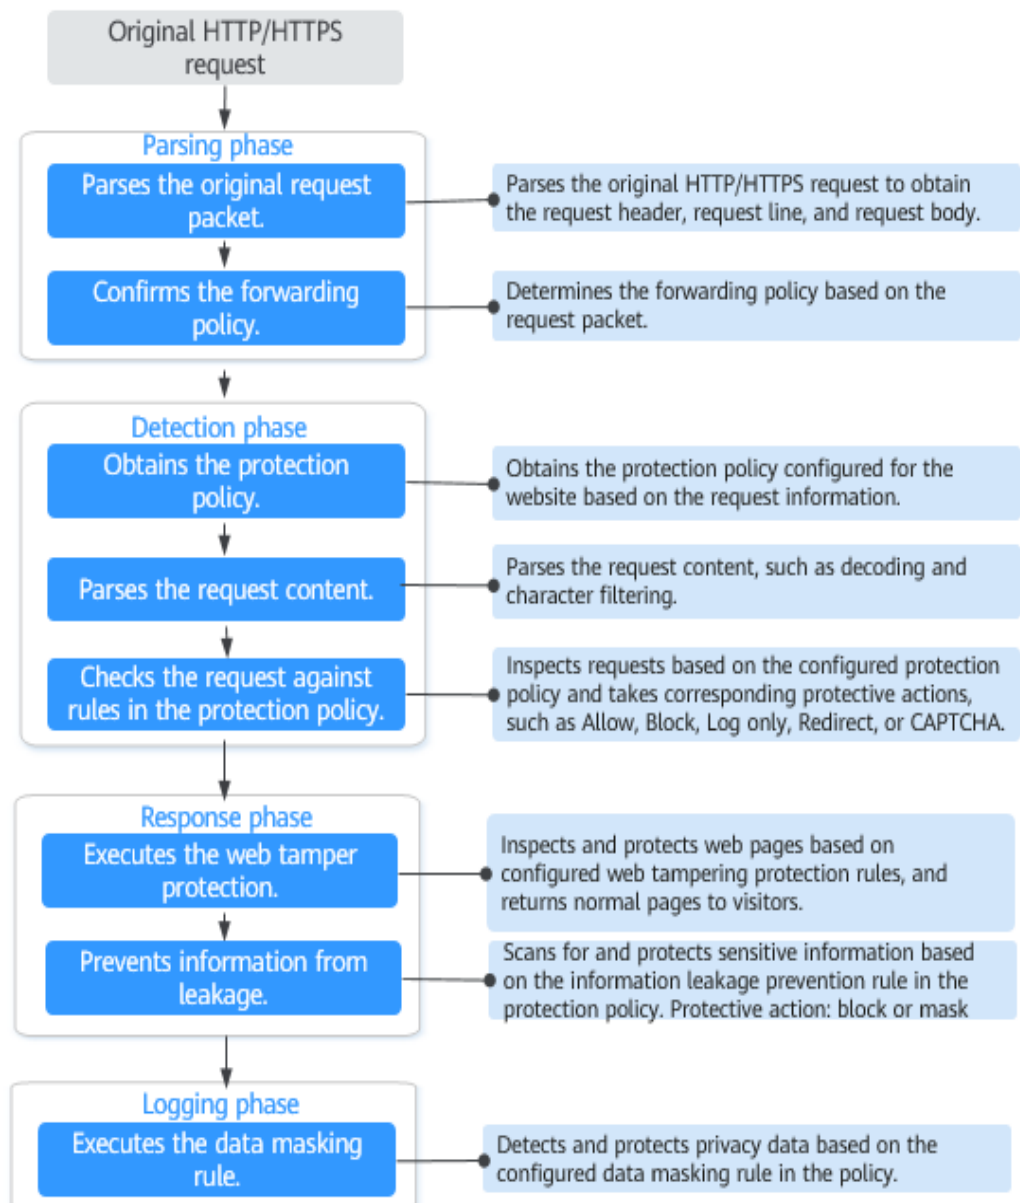 Original HTTP/HTTPS
request
Parsing phase
Parses the original request
packet.
Parses the original HTTP/HTTPS request to obtain
the request header, request line, and request body.
Confirms the forwarding
policy.
Determines the forwarding policy based on the
request packet.
Detection phase
Obtains the protection
policy.
Obtains the protection policy configured for the
website based on the request information.
Parses the request content.
Parses the request content, such as decoding and
character filtering.
Checks the request against
rules in the protection policy.
Inspects requests based on the configured protection
policy and takes corresponding protective actions,
such as Allow, Block, Log only, Redirect, or CAPTCHA.
Response phase
Executes the web tamper
protection.
Inspects and protects web pages based on
configured web tampering protection rules, and
returns normal pages to visitors.
Prevents information from
leakage.
Scans for and protects sensitive information based
on the information leakage prevention rule in the
protection policy. Protective action: block or mask
Logging phase
Executes the data masking
rule.
Detects and protects privacy data based on the
configured data masking rule in the policy.